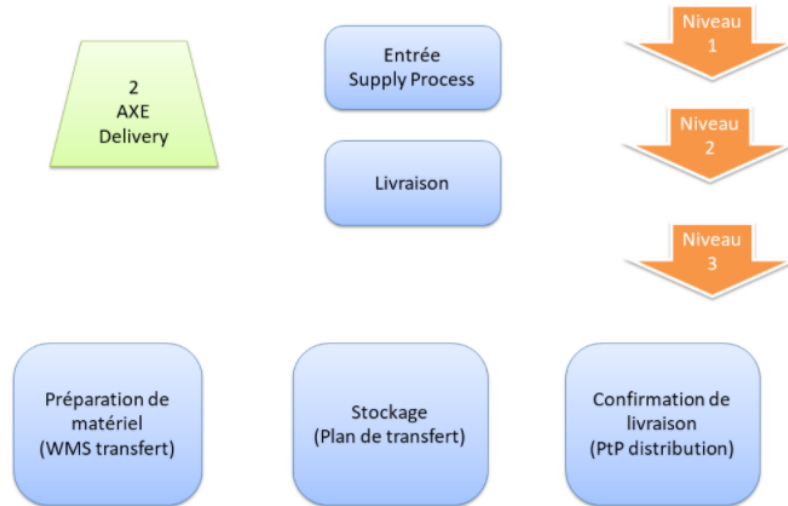 2
AXE
Delivery
Entrée
Supply Process
Niveau
1
Livraison
Niveau
2
Niveau
3
Préparation de
matériel
(WMS transfert)
Stockage
(Plan de transfert)
Confirmation de
livraison
(PtP distribution)